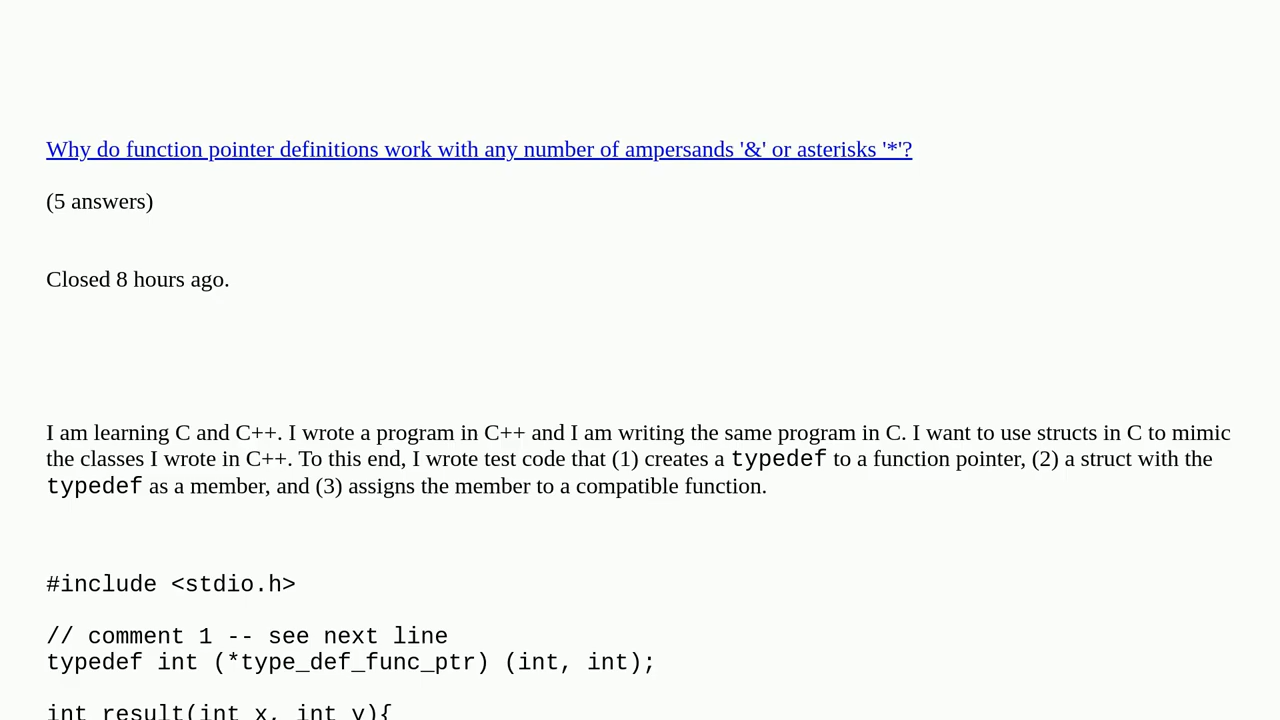 Why do function pointer definitions work with any number of ampersands '&' or asterisks '*'?
(5 answers)
Closed 8 hours ago.
I am learning C and C++. I wrote a program in C++ and I am writing the same program in C. I want to use structs in C to mimic
the classes I wrote in C++. To this end, I wrote test code that (1) creates a typedef to a function pointer, (2) a struct with the
typedef as a member, and (3) assigns the member to a compatible function.
#include <stdio.h>
// comment 1 -- see next line
typedef int (*type_def_func_ptr) (int, int);
int result(int x, int y){